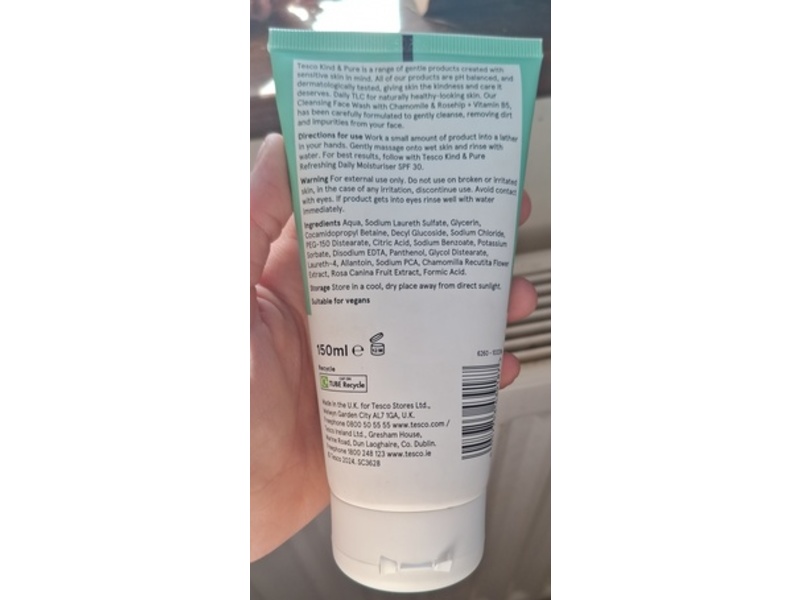 Tesco Kind & Pure is a range of gentle products created with
sensitive skin in mind. All of our products are pH balanced, and
dermatologically tested, giving skin the kindness and care it
deserves. Daily TLC for naturally healthy-looking skin. Our
Cleansing Face Wash with Chamomile & Rosehip + Vitamin B5,
has been carefully formulated to gently cleanse, removing dirt
and impurities from your face.
Directions for use Work a small amount of product into a lather
in your hands. Gently massage onto wet skin and rinse with
water. For best results, follow with Tesco Kind & Pure
Refreshing Daily Moisturiser SPF 30.
Warning For external use only. Do not use on broken or irritated
skin, in the case of any irritation, discontinue use. Avoid contact
with eyes. If product gets into eyes rinse well with water
immediately.
Ingredients Aqua, Sodium Laureth Sulfate, Glycerin,
Cocamidopropyl Betaine, Decyl Glucoside, Sodium Chloride,
PEG-150 Distearate, Citric Acid, Sodium Benzoate, Potassium
Sorbate, Disodium EDTA, Panthenol, Glycol Distearate,
Laureth-4, Allantoin, Sodium PCA, Chamomilla Recutita Flower
Extract, Rosa Canina Fruit Extract, Formic Acid.
Storage Store in a cool, dry place away from direct sunlight.
Suitable for vegans
150ml e
Recycle
TUBE Recycle
Made in the U.K. for Tesco Stores Ltd.,
Welwyn Garden City AL7 1GA, U.K.
Freephone 0800 50 55 55 www.tesco.com/
Tesco Ireland Ltd., Gresham House,
Marine Road, Dun Laoghaire, Co. Dublin.
Freephone 1800 248 123 www.tesco.ie
© Tesco 2024. SC3628